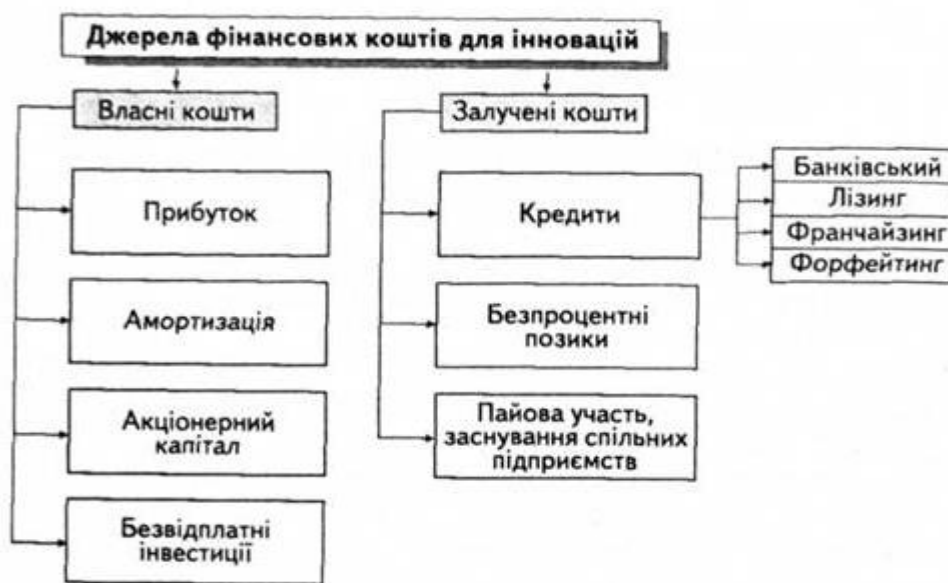 Джерела фінансових коштів для інновацій
Власні кошти
Прибуток
Амортизація
Акціонерний
капітал
Безвідплатні
інвестиції
Залучені кошти
Кредити
Банківський
Лізинг
Франчайзинг
Форфейтинг
Безпроцентні
позики
Пайова участь,
заснування спільних
підприємств